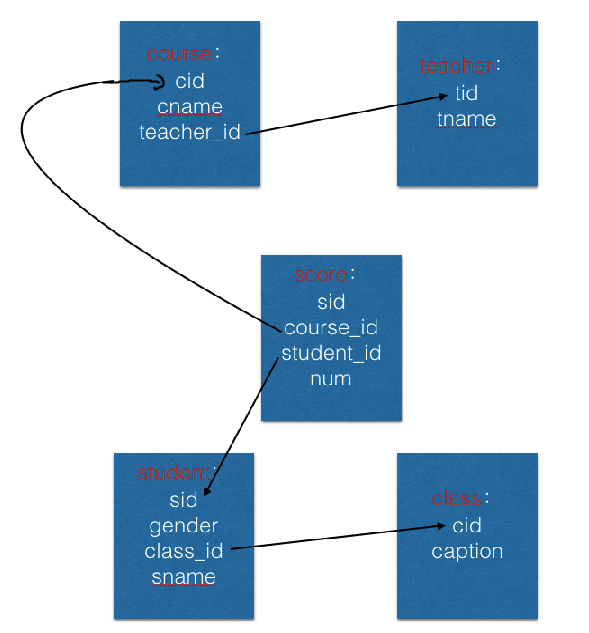 course:
cid
cname
teacher_id
teacher:
tid
tname
score:
sid
course_id
student_id
num
student:
sid
gender
class_id
sname
class:
cid
caption